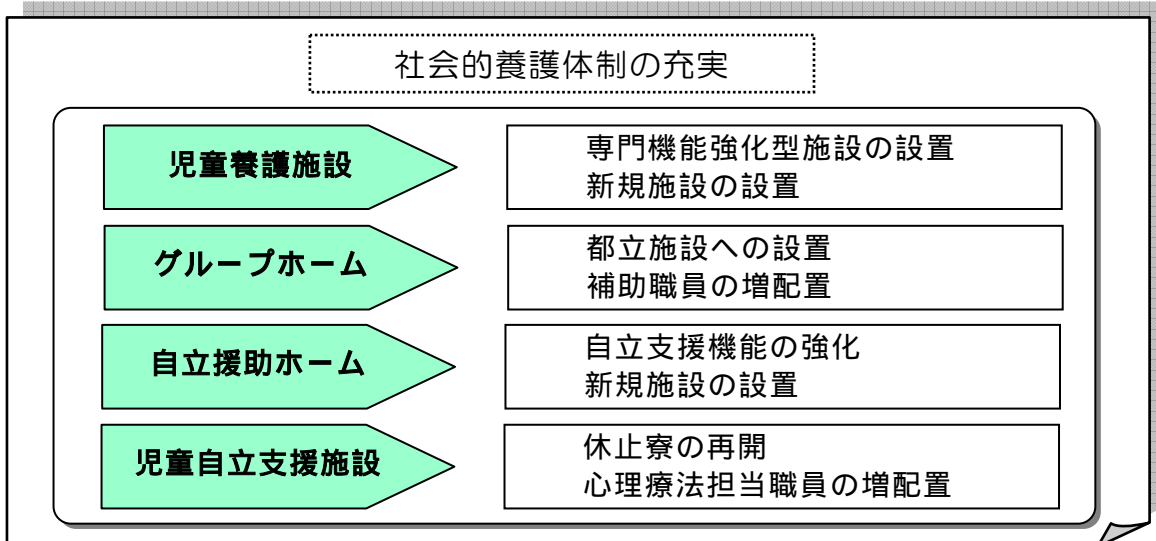 社会的養護体制の充実
児童養護施設
専門機能強化型施設の設置
新規施設の設置
グループホーム
都立施設への設置
補助職員の増配置
自立援助ホーム
自立支援機能の強化
新規施設の設置
児童自立支援施設
休止寮の再開
心理療法担当職員の増配置